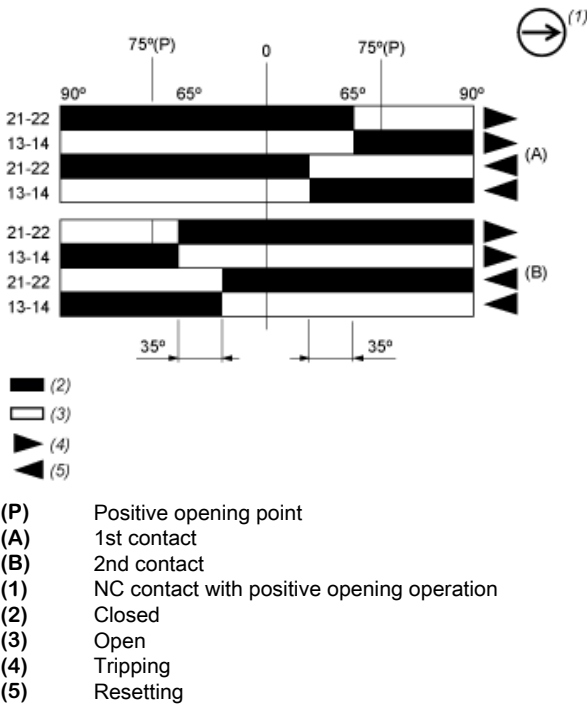 (1)
75º(P) 0 75º(P)
90º 65º 65º 90º
21-22
13-14
(A)
21-22
13-14
21-22
13-14
(B)
21-22
13-14
35º 35º
(2)
(3)
(4)
(5)
(P) Positive opening point
(A) 1st contact
(B) 2nd contact
(1) NC contact with positive opening operation
(2) Closed
(3) Open
(4) Tripping
(5) Resetting